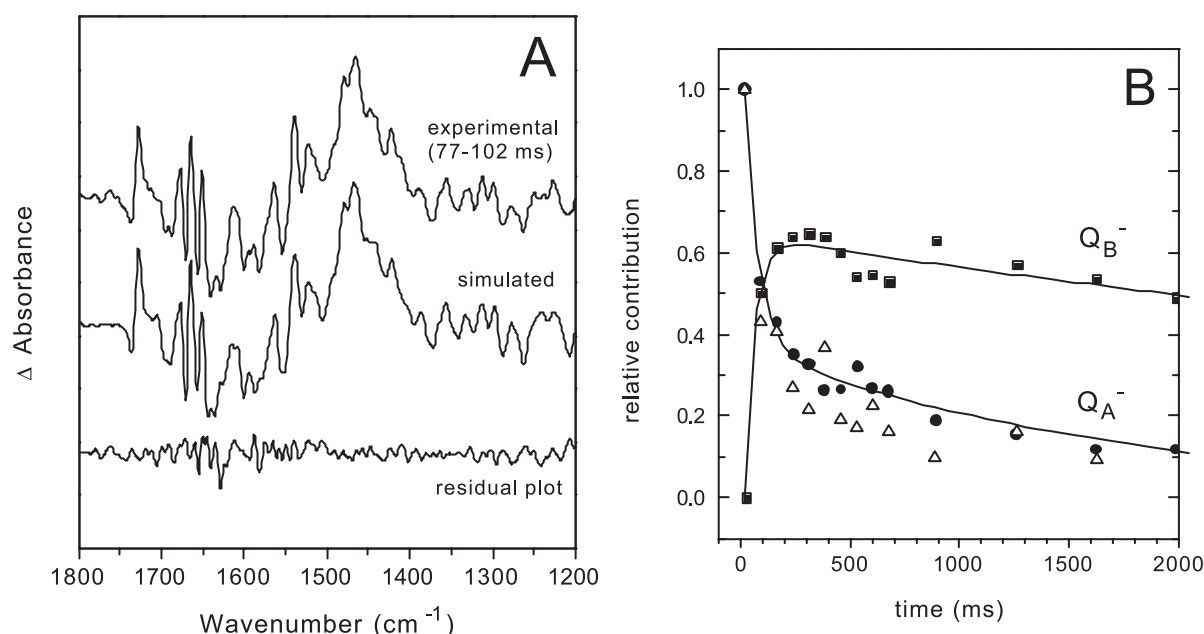 A
experimental
(77-102 ms)
simulated
residual plot
Δ Absorbance
1800 1700 1600 1500 1400 1300 1200
Wavenumber (cm⁻¹)
B
1.0
0.8
0.6
0.4
0.2
0.0
relative contribution
Q_B⁻
Q_A⁻
0 500 1000 1500 2000
time (ms)